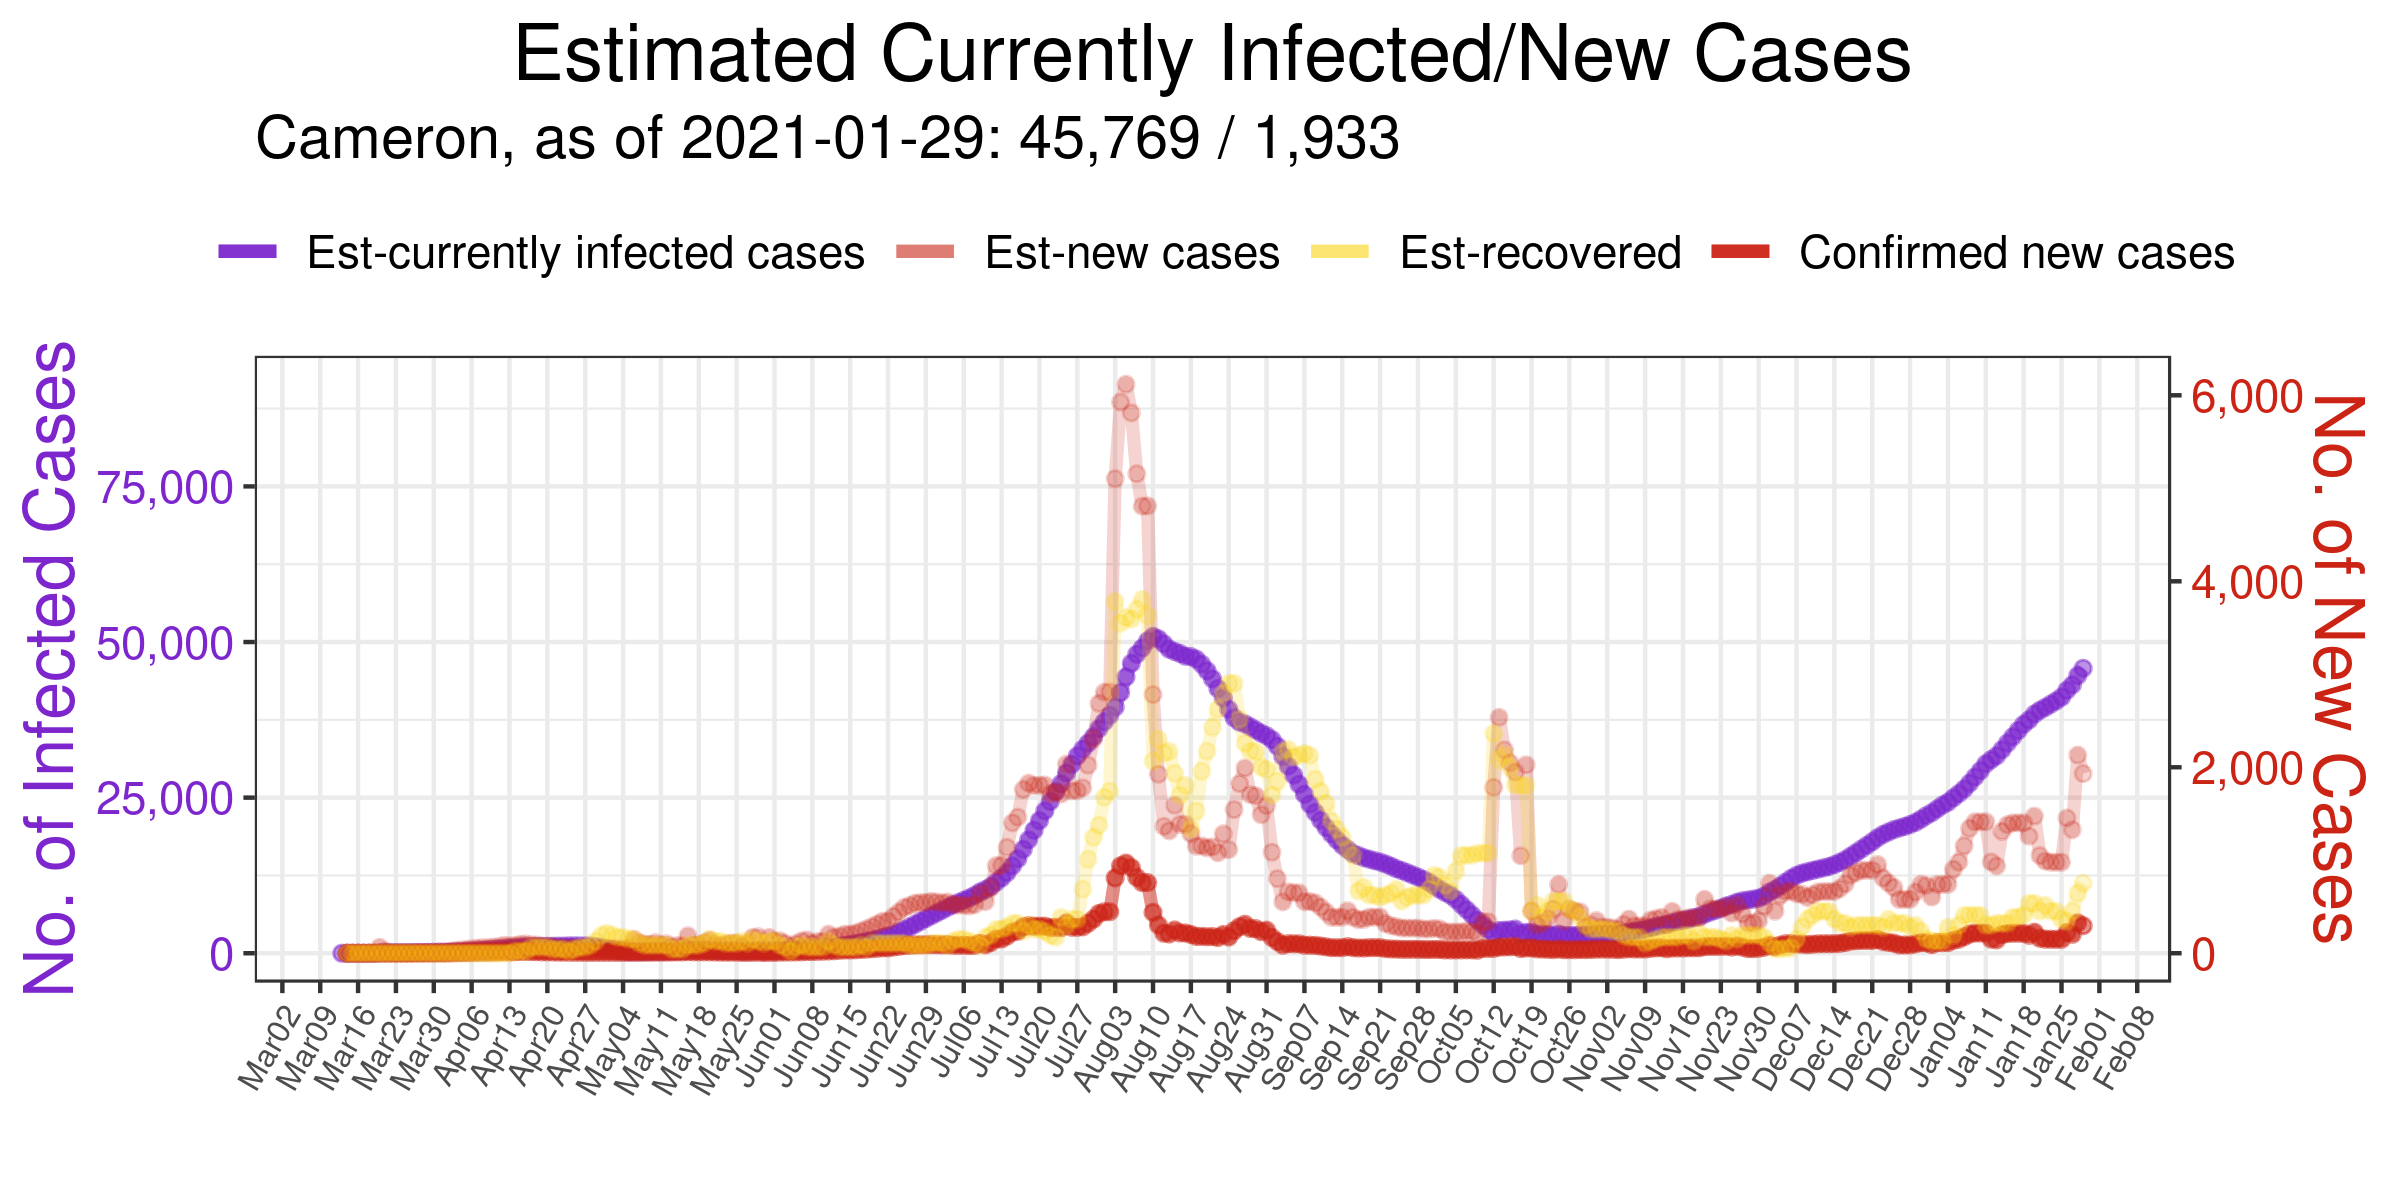 Estimated Currently Infected/New Cases
Cameron, as of 2021-01-29: 45,769 / 1,933
Est-currently infected cases Est-new cases Est-recovered Confirmed new cases
No. of Infected Cases
75,000
50,000
25,000
0
6,000
4,000
2,000
0
No. of New Cases
Mar02 Mar09 Mar16 Mar23 Mar30 Apr06 Apr13 Apr20 Apr27 May04 May11 May18 May25 Jun01 Jun08 Jun15 Jun22 Jun29 Jul06 Jul13 Jul20 Jul27 Aug03 Aug10 Aug17 Aug24 Aug31 Sep07 Sep14 Sep21 Sep28 Oct05 Oct12 Oct19 Oct26 Nov02 Nov09 Nov16 Nov23 Nov30 Dec07 Dec14 Dec21 Dec28 Jan04 Jan11 Jan18 Jan25 Feb01 Feb08